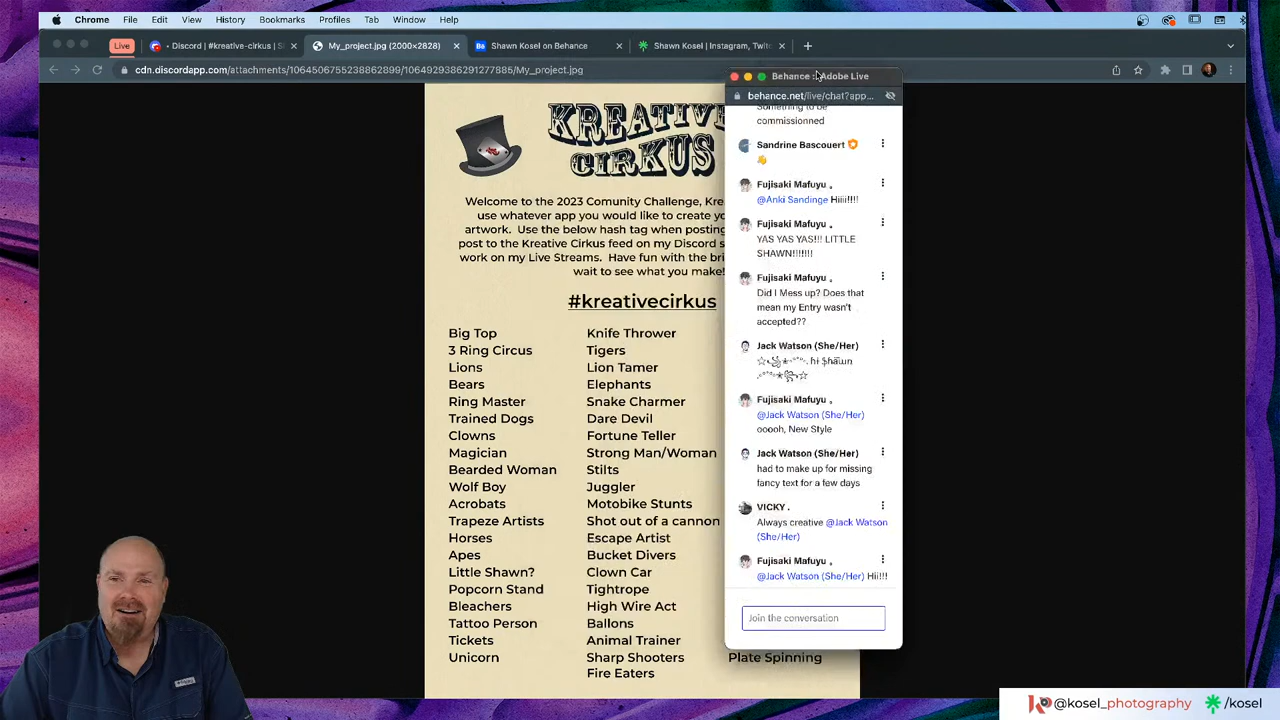 Chrome File Edit View History Bookmarks Profiles Tab Window Help
Live
Discord | #kreative-cirkus | S
My_project.jpg (2000×2828)
Shawn Kosel on Behance
Shawn Kosel | Instagram, Twit
cdn.discordapp.com/attachments/1064506755758530632/1064929386291277885/My_project.jpg
KREATIVE
CIRKUS
Welcome to the 2023 Comunity Challenge, Kre
use whatever app you would like to create yo
artwork. Use the below hash tag when posting
post to the Kreative Cirkus feed on my Discord s
work on my Live Streams. Have fun with the bri
wait to see what you make!
#kreativecirkus
Big Top
3 Ring Circus
Lions
Bears
Ring Master
Trained Dogs
Clowns
Magician
Bearded Woman
Wolf Boy
Acrobats
Trapeze Artists
Horses
Apes
Little Shawn?
Popcorn Stand
Bleachers
Tattoo Person
Tickets
Unicorn
Knife Thrower
Tigers
Lion Tamer
Elephants
Snake Charmer
Dare Devil
Fortune Teller
Strong Man/Woman
Stilts
Juggler
Motobike Stunts
Shot out of a cannon
Escape Artist
Bucket Divers
Clown Car
Tightrope
High Wire Act
Ballons
Animal Trainer
Sharp Shooters
Fire Eaters
Plate Spinning
Behance :: Adobe Live
behance.net/live/chat?app...
Something to be
commissionned
Sandrine Bascouert
Fujisaki Mafuyu 。
@Anki Sandinge Hiiii!!!!
Fujisaki Mafuyu 。
YAS YAS YAS!!! LITTLE
SHAWN!!!!!!!
Fujisaki Mafuyu 。
Did I Mess up? Does that
mean my Entry wasn't
accepted??
Jack Watson (She/Her)
Fujisaki Mafuyu 。
@Jack Watson (She/Her)
ooooh, New Style
Jack Watson (She/Her)
had to make up for missing
fancy text for a few days
VICKY .
Always creative @Jack Watson
(She/Her)
Fujisaki Mafuyu 。
@Jack Watson (She/Her) Hii!!!
Join the conversation
@kosel_photography
/kosel